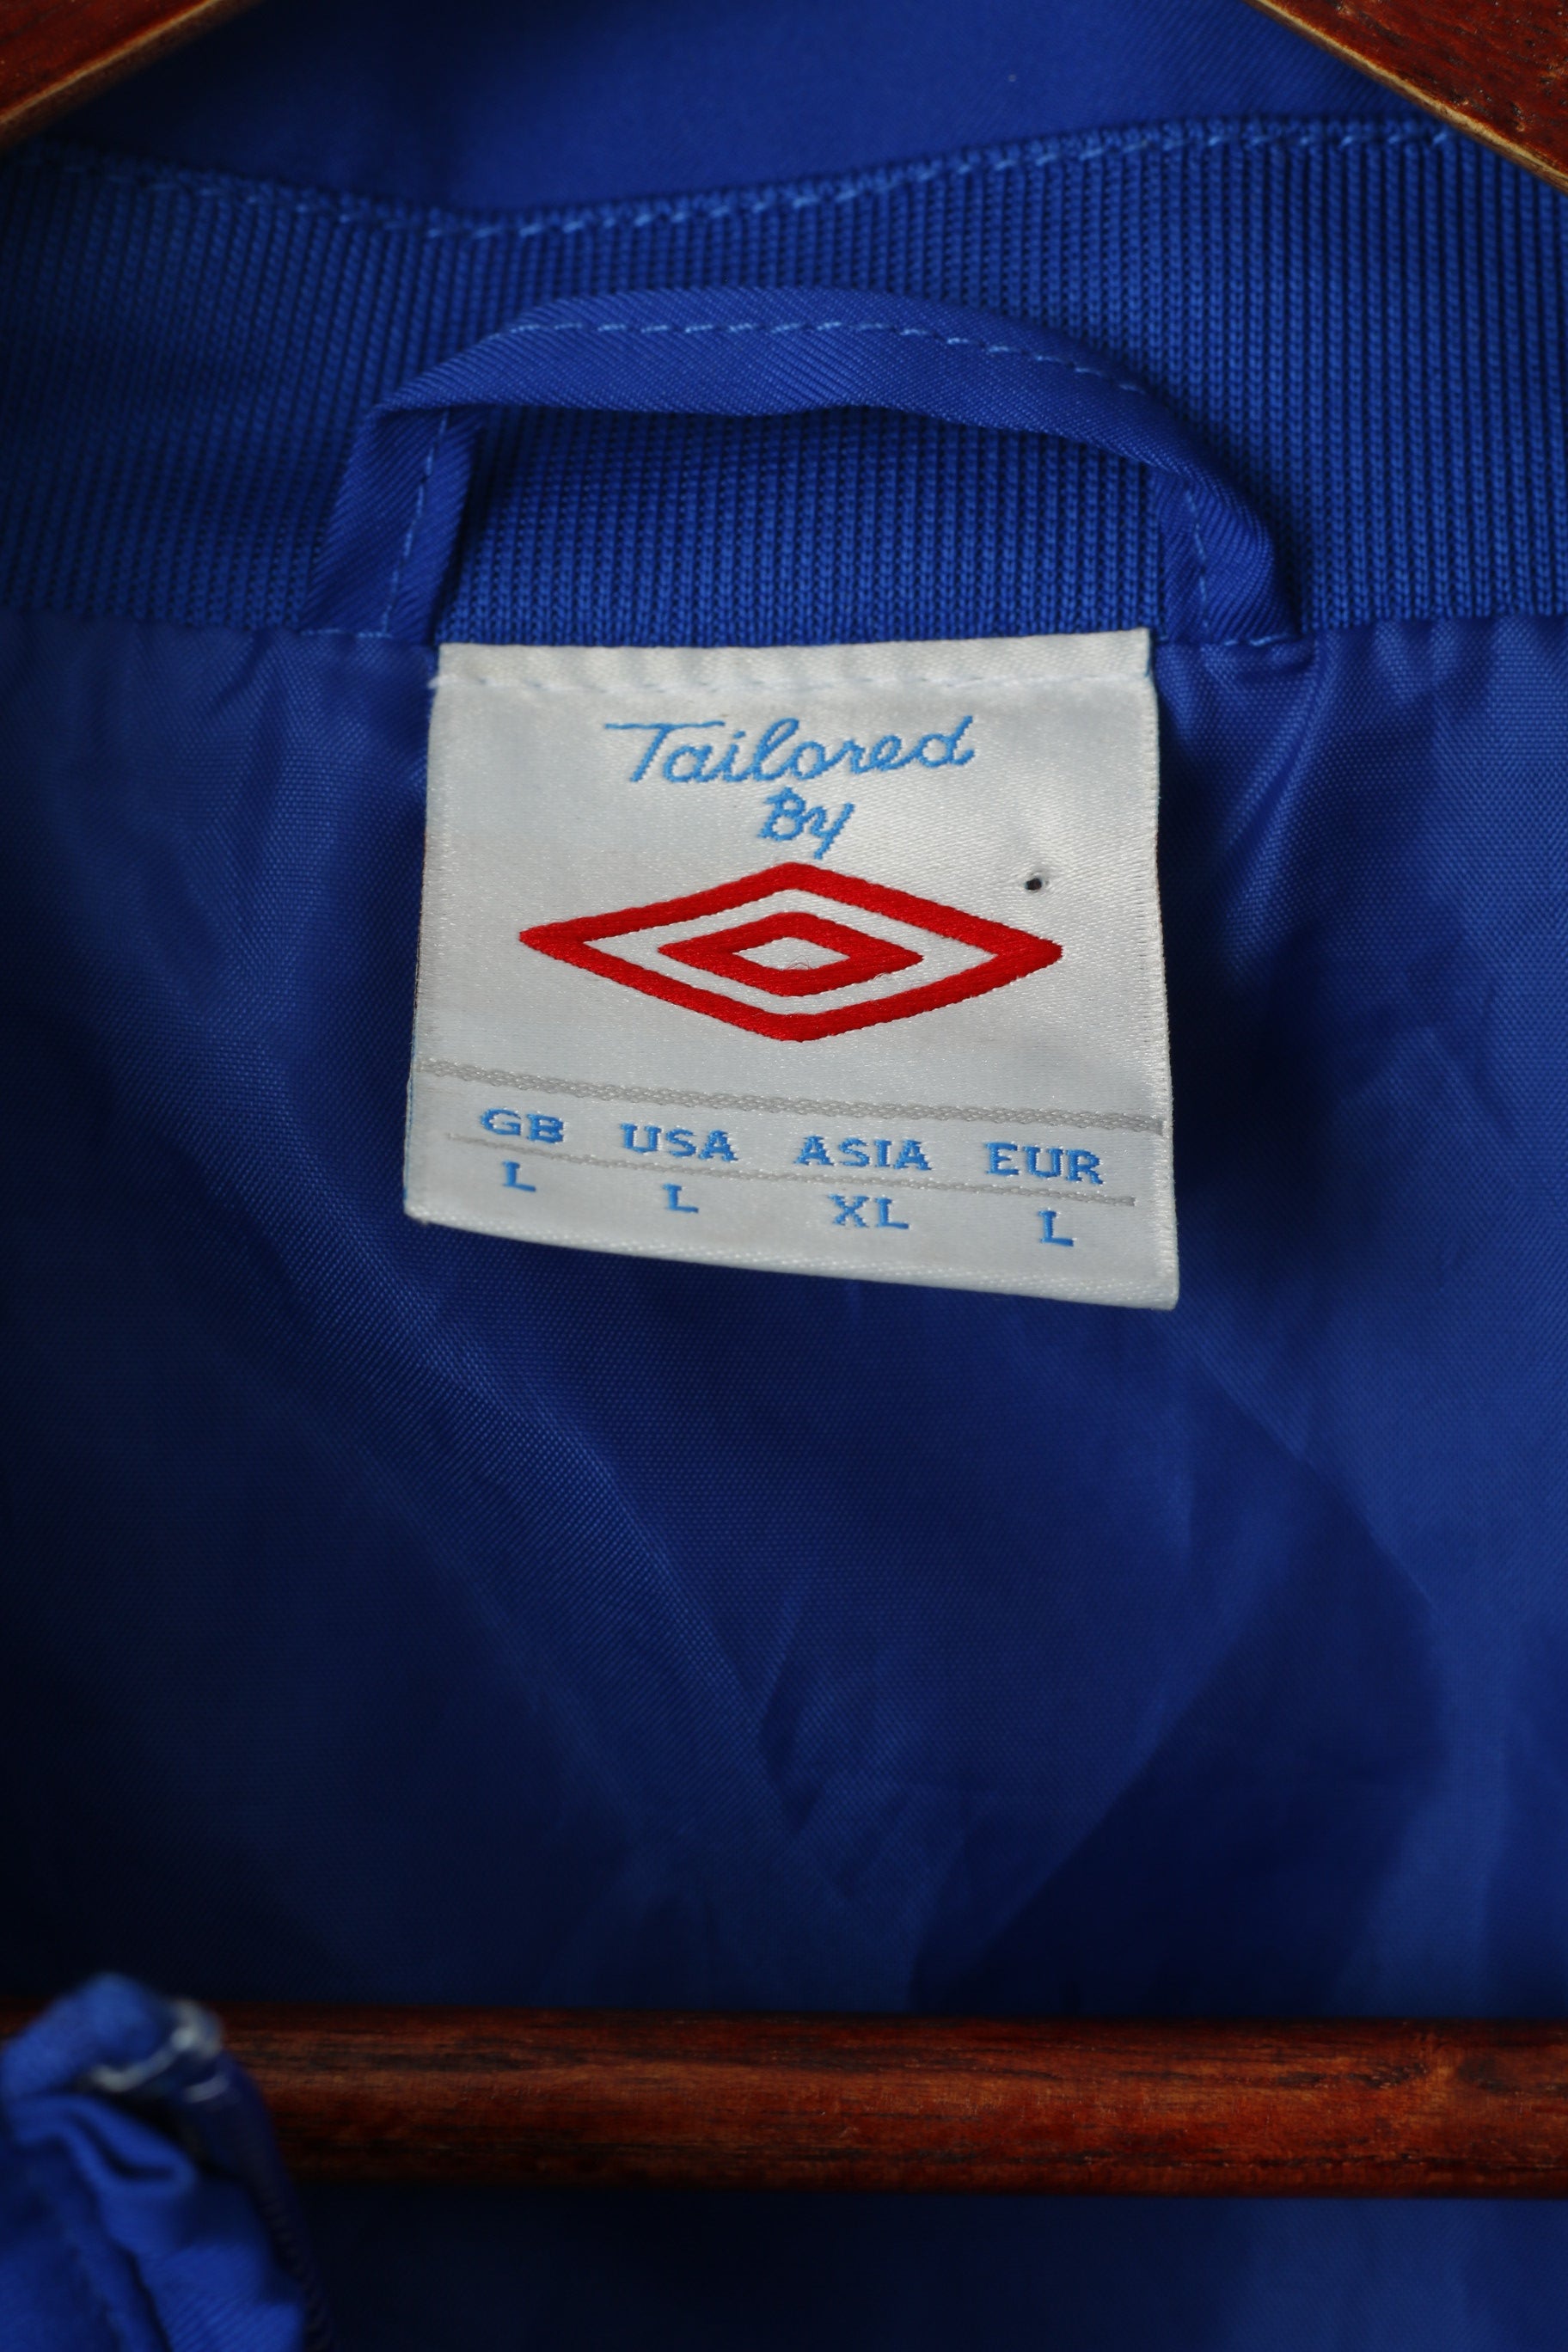 Tailored
By
GB USA ASIA EUR
L L XL L